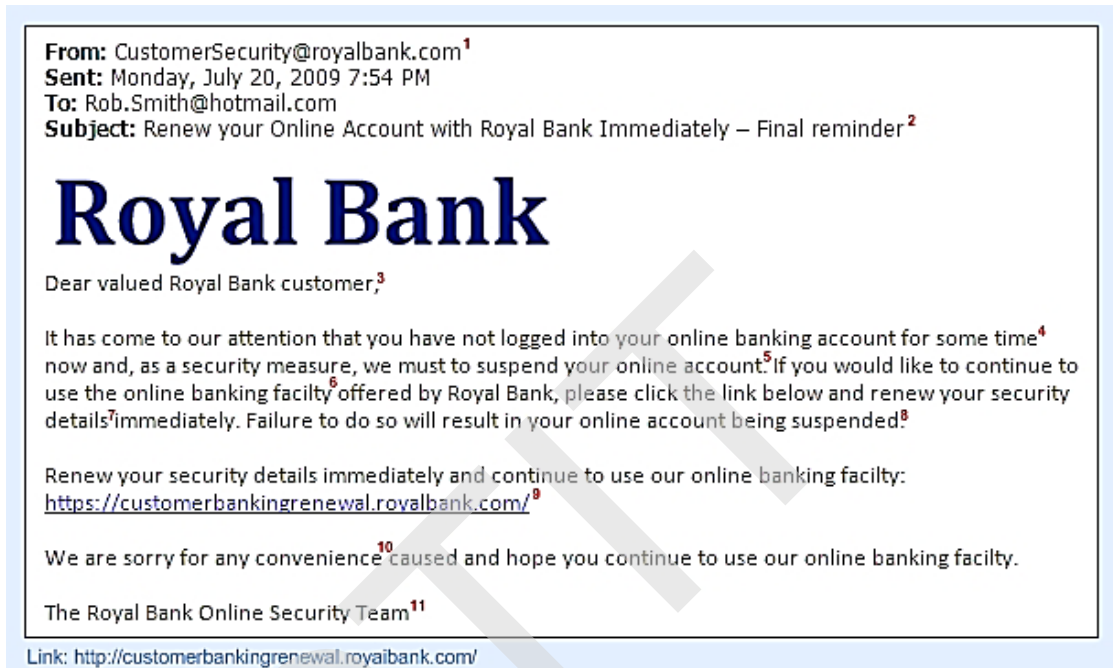 From: CustomerSecurity@royalbank.com1
Sent: Monday, July 20, 2009 7:54 PM
To: Rob.Smith@hotmail.com
Subject: Renew your Online Account with Royal Bank Immediately – Final reminder2
Royal Bank
Dear valued Royal Bank customer,3
It has come to our attention that you have not logged into your online banking account for some time4
now and, as a security measure, we must to suspend your online account.5 If you would like to continue to
use the online banking facilty6 offered by Royal Bank, please click the link below and renew your security
details7 immediately. Failure to do so will result in your online account being suspended.8
Renew your security details immediately and continue to use our online banking facilty:
https://customerbankingrenewal.royalbank.com/9
We are sorry for any convenience10 caused and hope you continue to use our online banking facilty.
The Royal Bank Online Security Team11
Link: http://customerbankingrenewal.royaibank.com/